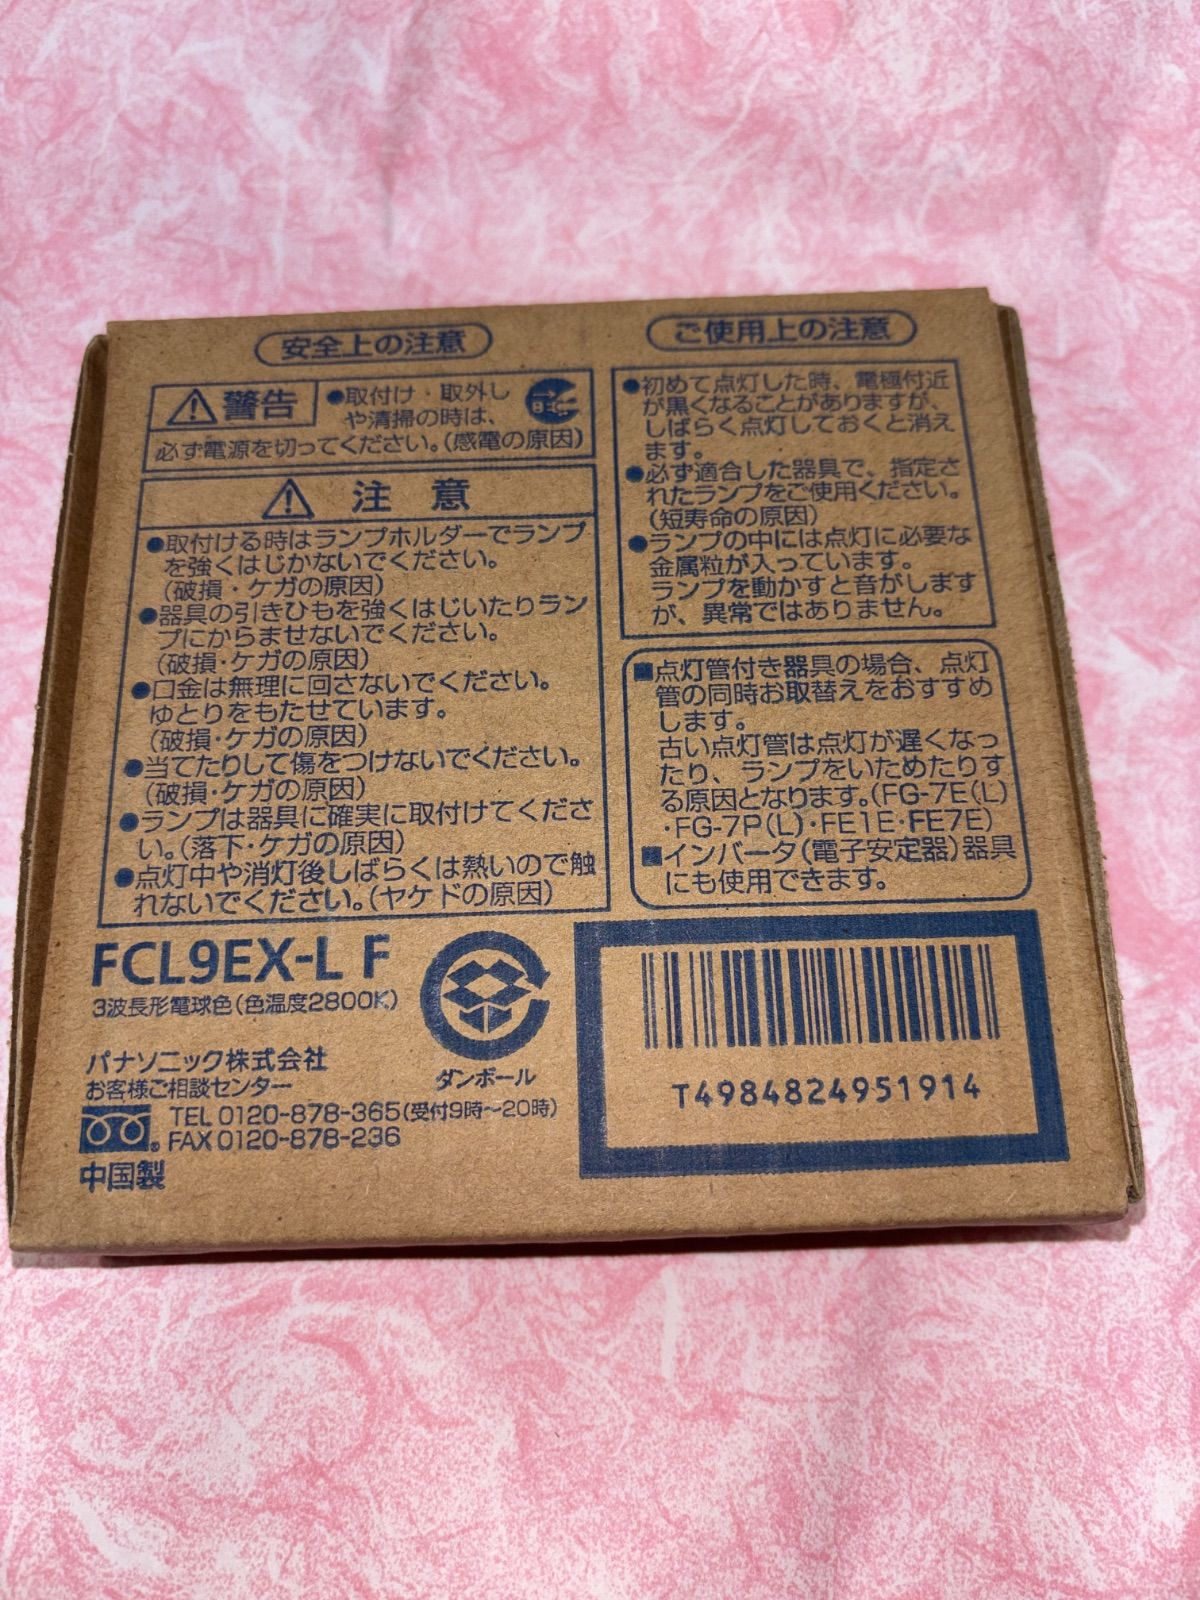 安全上の注意
警告
●取付け・取外し
や清掃の時は、
必ず電源を切ってください。(感電の原因)
注 意
●取付ける時はランプホルダーでランプ
を強くはじかないでください。
(破損・ケガの原因)
●器具の引きひもを強くはじいたりラン
プにからませないでください。
(破損・ケガの原因)
●口金は無理に回さないでください。
ゆとりをもたせています。
(破損・ケガの原因)
●当てたりして傷をつけないでください。
(破損・ケガの原因)
●ランプは器具に確実に取付けてくださ
い。(落下・ケガの原因)
●点灯中や消灯後しばらくは熱いので触
れないでください。(ヤケドの原因)
ご使用上の注意
●初めて点灯した時、電極付近
が黒くなることがありますが、
しばらく点灯しておくと消え
ます。
●必ず適合した器具で、指定さ
れたランプをご使用ください。
(短寿命の原因)
●ランプの中には点灯に必要な
金属粒が入っています。
ランプを動かすと音がします
が、異常ではありません。
■点灯管付き器具の場合、点灯
管の同時お取替えをおすすめ
します。
古い点灯管は点灯が遅くなっ
たり、ランプをいためたりす
る原因となります。(FG-7E(L)
・FG-7P(L)・FE1E・FE7E)
■インバータ(電子安定器)器具
にも使用できます。
FCL9EX-L F
3波長形電球色(色温度2800K)
ダンボール
パナソニック株式会社
お客様ご相談センター
TEL 0120-878-365(受付9時～20時)
FAX 0120-878-236
中国製
T4984824951914